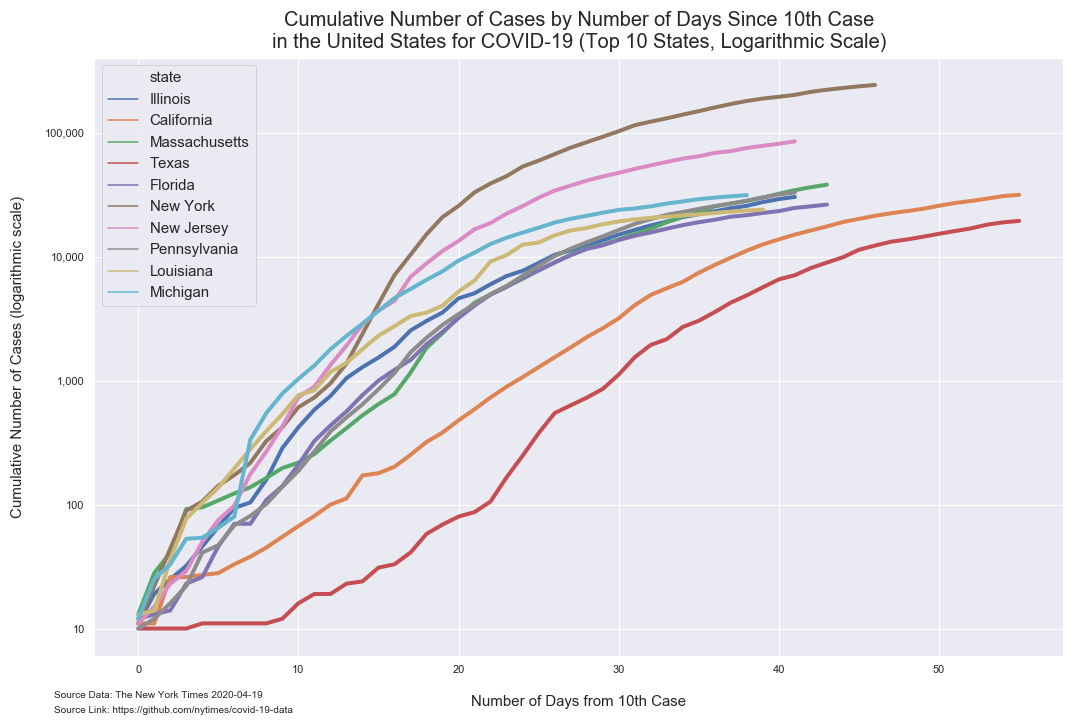 Cumulative Number of Cases by Number of Days Since 10th Case
in the United States for COVID-19 (Top 10 States, Logarithmic Scale)
state
Illinois
California
Massachusetts
Texas
Florida
New York
New Jersey
Pennsylvania
Louisiana
Michigan
Cumulative Number of Cases (logarithmic scale)
100,000
10,000
1,000
100
10
0 10 20 30 40 50
Number of Days from 10th Case
Source Data: The New York Times 2020-04-19
Source Link: https://github.com/nytimes/covid-19-data